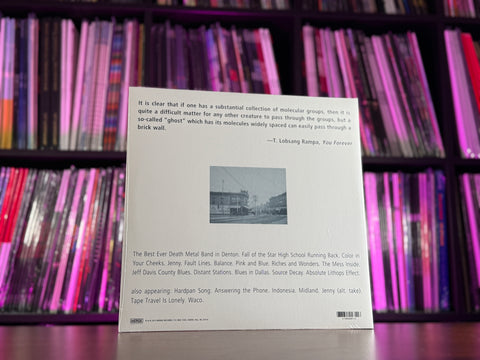 It is clear that if one has a substantial collection of molecular groups, then it is
quite a difficult matter for any other creature to pass through the groups, but a
so-called "ghost" which has its molecules widely spaced can easily pass through a
brick wall.
—T. Lobsang Rampa, You Forever
The Best Ever Death Metal Band in Denton. Fall of the Star High School Running Back. Color in
Your Cheeks. Jenny. Fault Lines. Balance. Pink and Blue. Riches and Wonders. The Mess Inside.
Jeff Davis County Blues. Distant Stations. Blues in Dallas. Source Decay. Absolute Lithops Effect.
also appearing: Hardpan Song. Answering the Phone. Indonesia. Midland. Jenny (alt. take)
Tape Travel Is Lonely. Waco.
MERGE